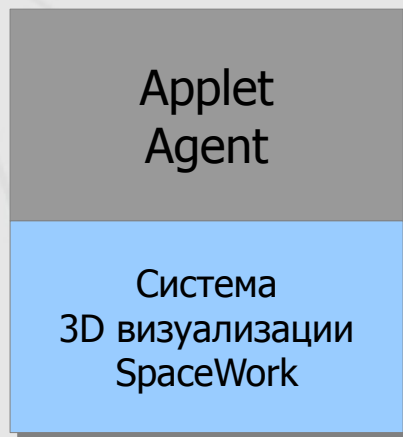 Applet
Agent
Система
3D визуализации
SpaceWork